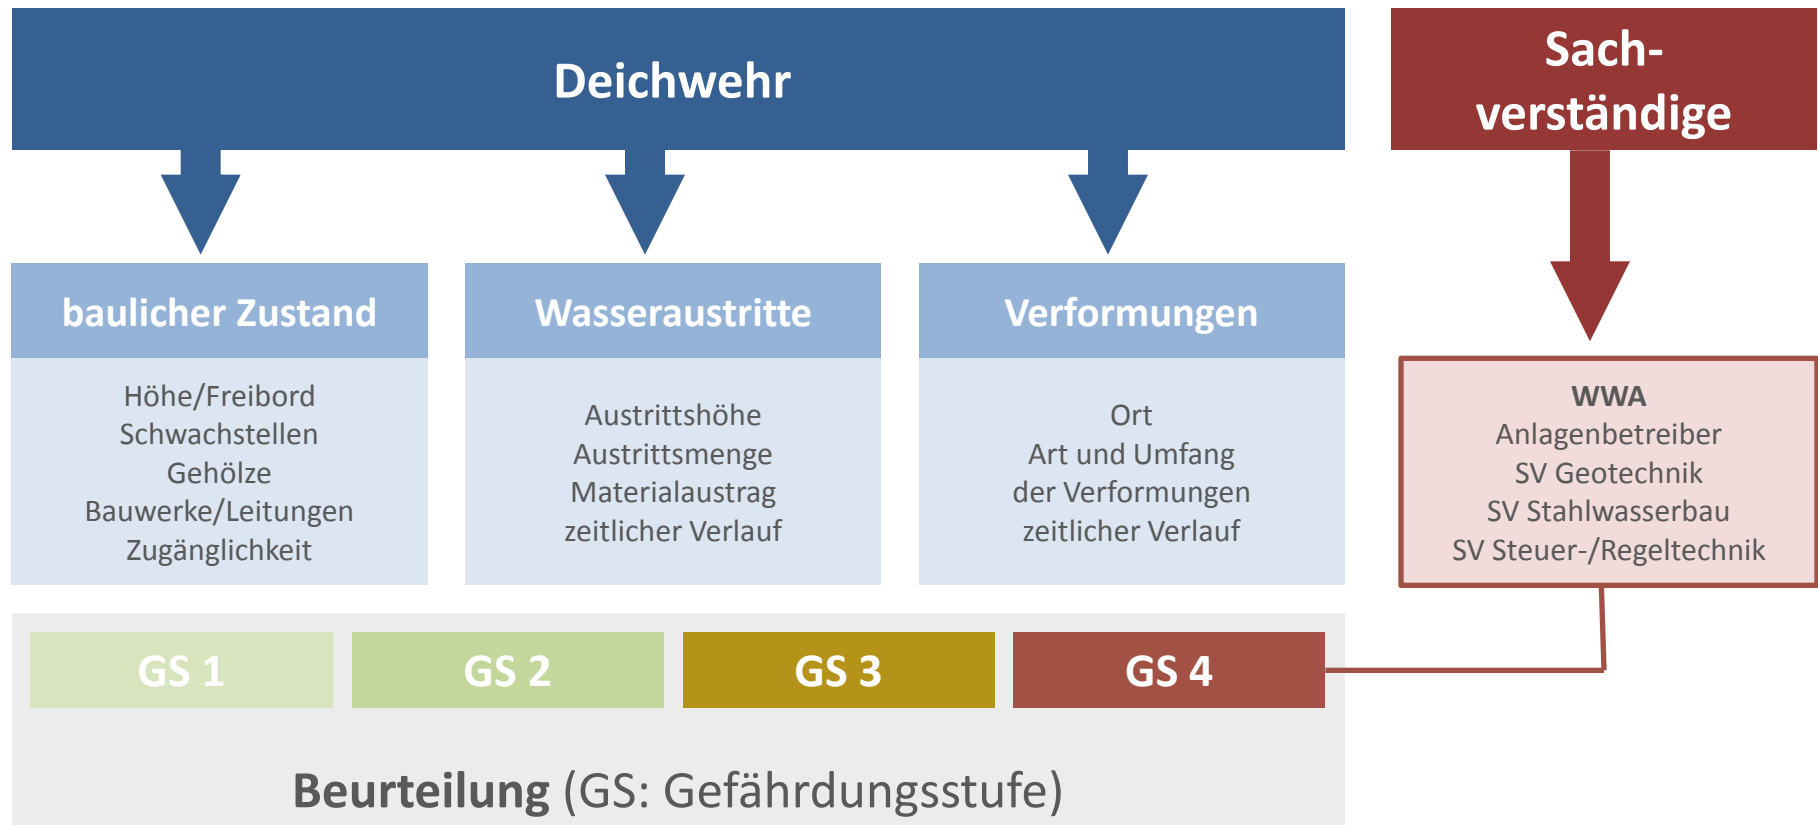 Deichwehr
Sach-
verständige
baulicher Zustand
Höhe/Freibord
Schwachstellen
Gehölze
Bauwerke/Leitungen
Zugänglichkeit
Wasseraustritte
Austrittshöhe
Austrittsmenge
Materialaustrag
zeitlicher Verlauf
Verformungen
Ort
Art und Umfang
der Verformungen
zeitlicher Verlauf
WWA
Anlagenbetreiber
SV Geotechnik
SV Stahlwasserbau
SV Steuer-/Regeltechnik
GS 1
GS 2
GS 3
GS 4
Beurteilung (GS: Gefährdungsstufe)